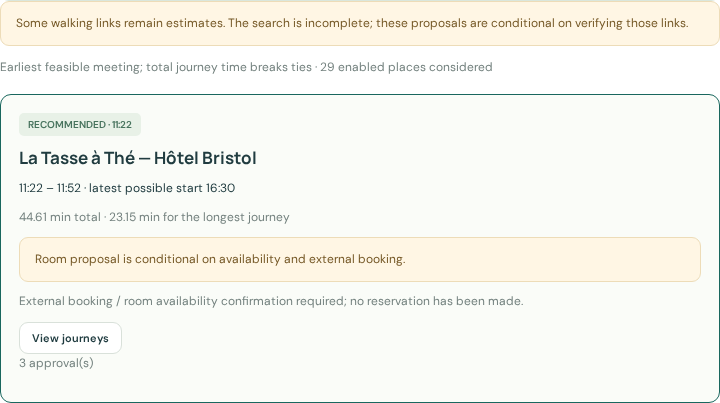 Some walking links remain estimates. The search is incomplete; these proposals are conditional on verifying those links.
Earliest feasible meeting; total journey time breaks ties · 29 enabled places considered
RECOMMENDED · 11:22
La Tasse à Thé — Hôtel Bristol
11:22 – 11:52 · latest possible start 16:30
44.61 min total · 23.15 min for the longest journey
Room proposal is conditional on availability and external booking.
External booking / room availability confirmation required; no reservation has been made.
View journeys
3 approval(s)